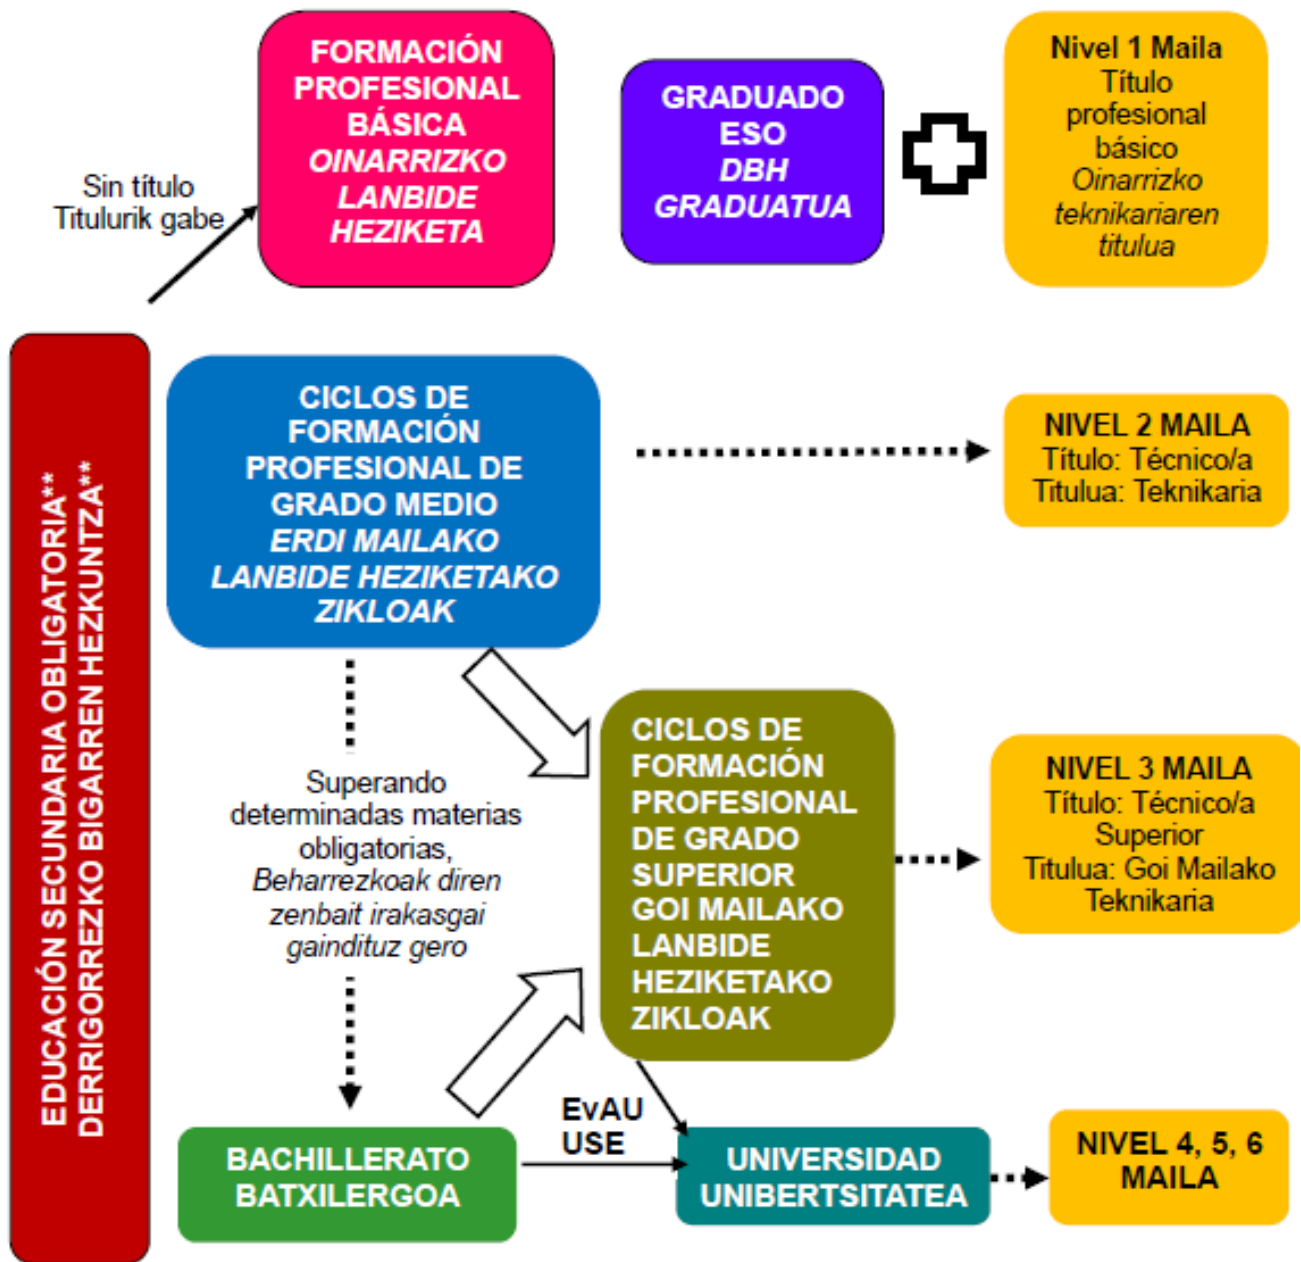 FORMACIÓN
PROFESIONAL
BÁSICA
OINARRIZKO
LANBIDE
HEZIKETA
GRADUADO
ESO
DBH
GRADUATUA
Nivel 1 Maila
Título
profesional
básico
Oinarrizko
teknikariaren
titulua
Sin título
Titulurik gabe
EDUCACIÓN SECUNDARIA OBLIGATORIA**
DERRIGORREZKO BIGARREN HEZKUNTZA**
CICLOS DE
FORMACIÓN
PROFESIONAL DE
GRADO MEDIO
ERDI MAILAKO
LANBIDE HEZIKETAKO
ZIKLOAK
NIVEL 2 MAILA
Título: Técnico/a
Titulua: Teknikaria
Superando
determinadas materias
obligatorias,
Beharrezkoak diren
zenbait irakasgai
gaindituz gero
CICLOS DE
FORMACIÓN
PROFESIONAL
DE GRADO
SUPERIOR
GOI MAILAKO
LANBIDE
HEZIKETAKO
ZIKLOAK
NIVEL 3 MAILA
Título: Técnico/a
Superior
Titulua: Goi Mailako
Teknikaria
BACHILLERATO
BATXILERGOA
EvAU
USE
UNIVERSIDAD
UNIBERTSITATEA
NIVEL 4, 5, 6
MAILA